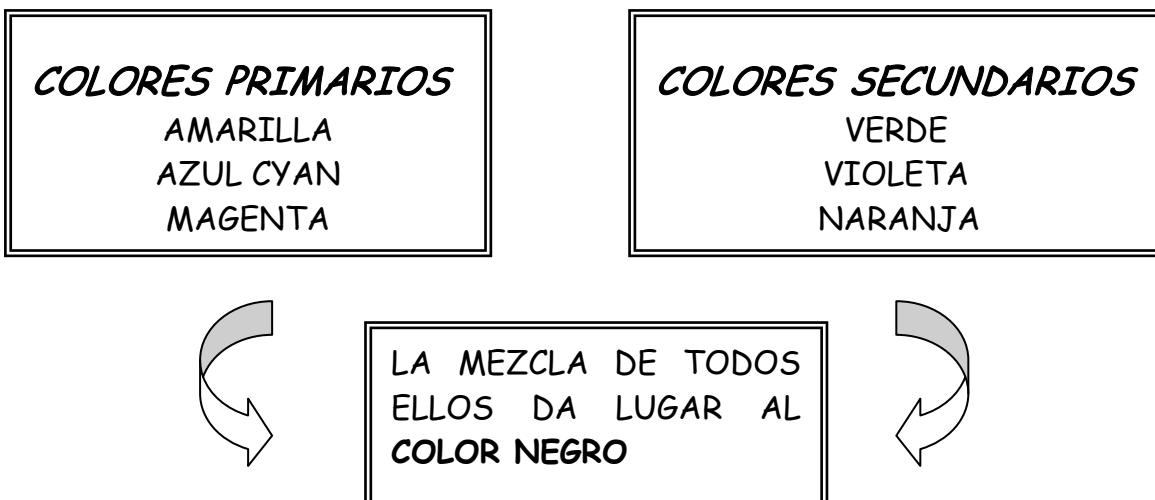 COLORES PRIMARIOS
AMARILLA
AZUL CYAN
MAGENTA
COLORES SECUNDARIOS
VERDE
VIOLETA
NARANJA
LA MEZCLA DE TODOS
ELLOS DA LUGAR AL
COLOR NEGRO